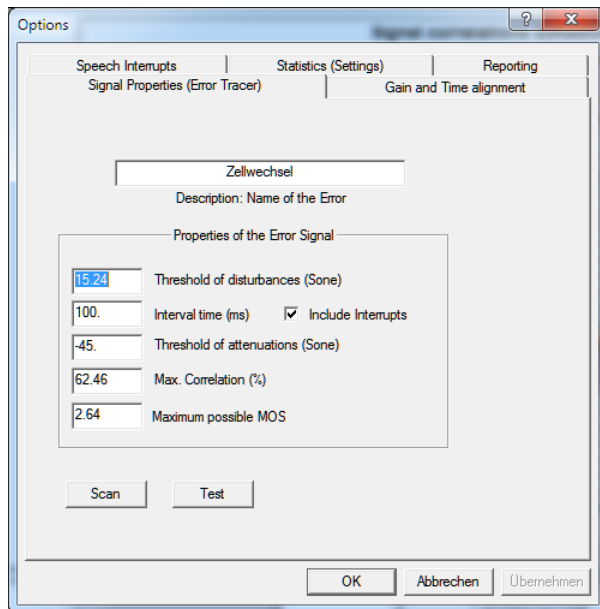 Options
Speech Interrupts
Statistics (Settings)
Reporting
Signal Properties (Error Tracer)
Gain and Time alignment
Zellwechsel
Description: Name of the Error
Properties of the Error Signal
15.24 Threshold of disturbances (Sone)
100. Interval time (ms) Include Interrupts
-45. Threshold of attenuations (Sone)
62.46 Max. Correlation (%)
2.64 Maximum possible MOS
Scan
Test
OK
Abbrechen
Übernehmen